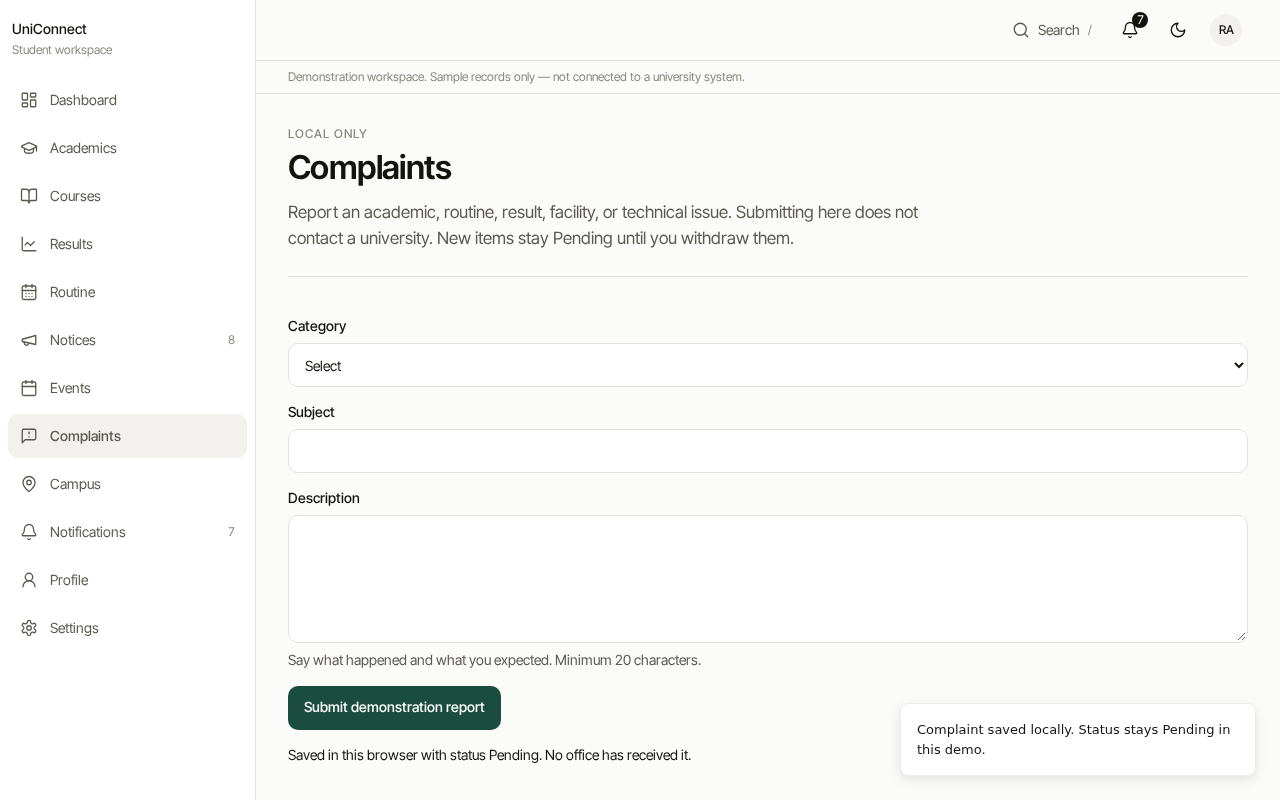 UniConnect
Student workspace
Dashboard
Academics
Courses
Results
Routine
Notices 8
Events
Complaints
Campus
Notifications 7
Profile
Settings
Search /
7
RA
Demonstration workspace. Sample records only — not connected to a university system.
LOCAL ONLY
Complaints
Report an academic, routine, result, facility, or technical issue. Submitting here does not
contact a university. New items stay Pending until you withdraw them.
Category
Select
Subject
Description
Say what happened and what you expected. Minimum 20 characters.
Submit demonstration report
Saved in this browser with status Pending. No office has received it.
Complaint saved locally. Status stays Pending in
this demo.